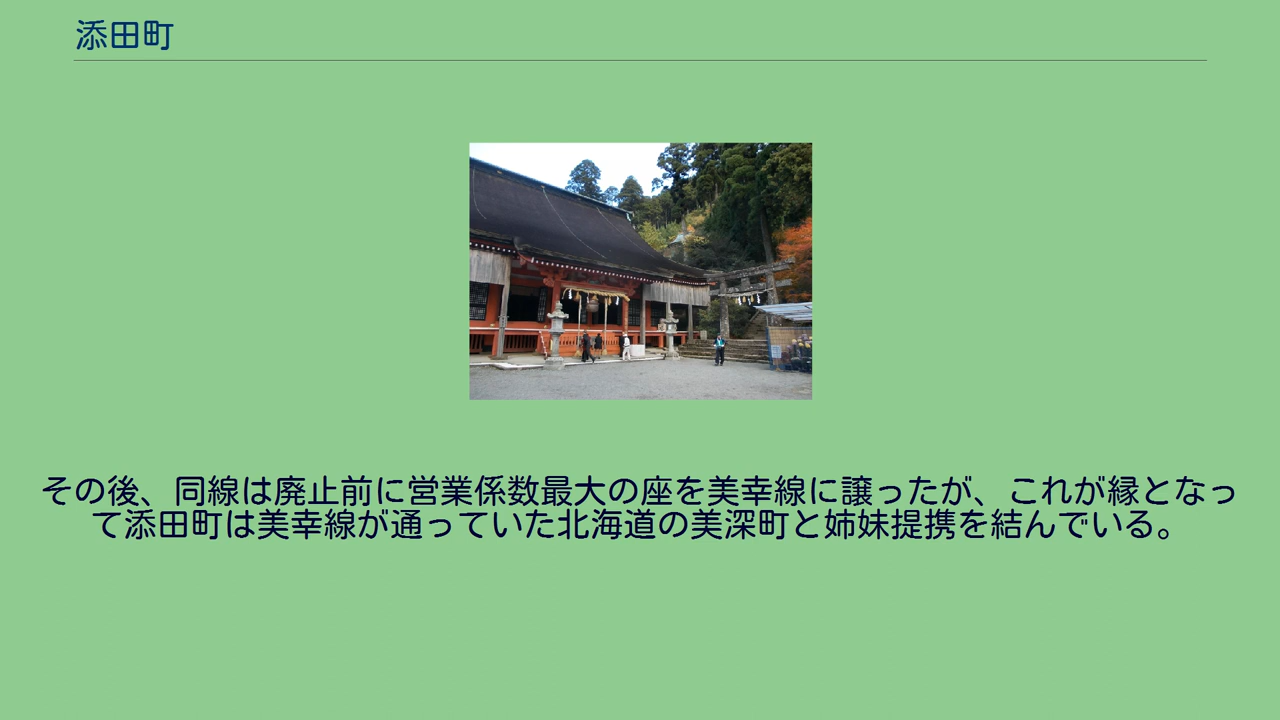 添田町
その後、同線は廃止前に営業係数最大の座を美幸線に譲ったが、これが縁となっ
て添田町は美幸線が通っていた北海道の美深町と姉妹提携を結んでいる。